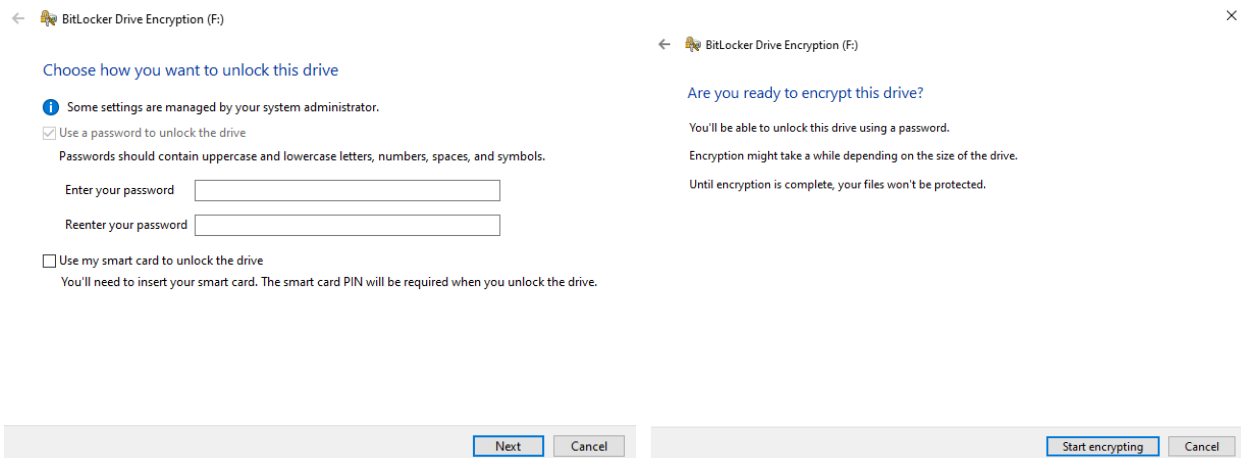 BitLocker Drive Encryption (F:)
Choose how you want to unlock this drive
Some settings are managed by your system administrator.
Use a password to unlock the drive
Passwords should contain uppercase and lowercase letters, numbers, spaces, and symbols.
Enter your password
Reenter your password
Use my smart card to unlock the drive
You'll need to insert your smart card. The smart card PIN will be required when you unlock the drive.
Next
Cancel
BitLocker Drive Encryption (F:)
Are you ready to encrypt this drive?
You'll be able to unlock this drive using a password.
Encryption might take a while depending on the size of the drive.
Until encryption is complete, your files won't be protected.
Start encrypting
Cancel